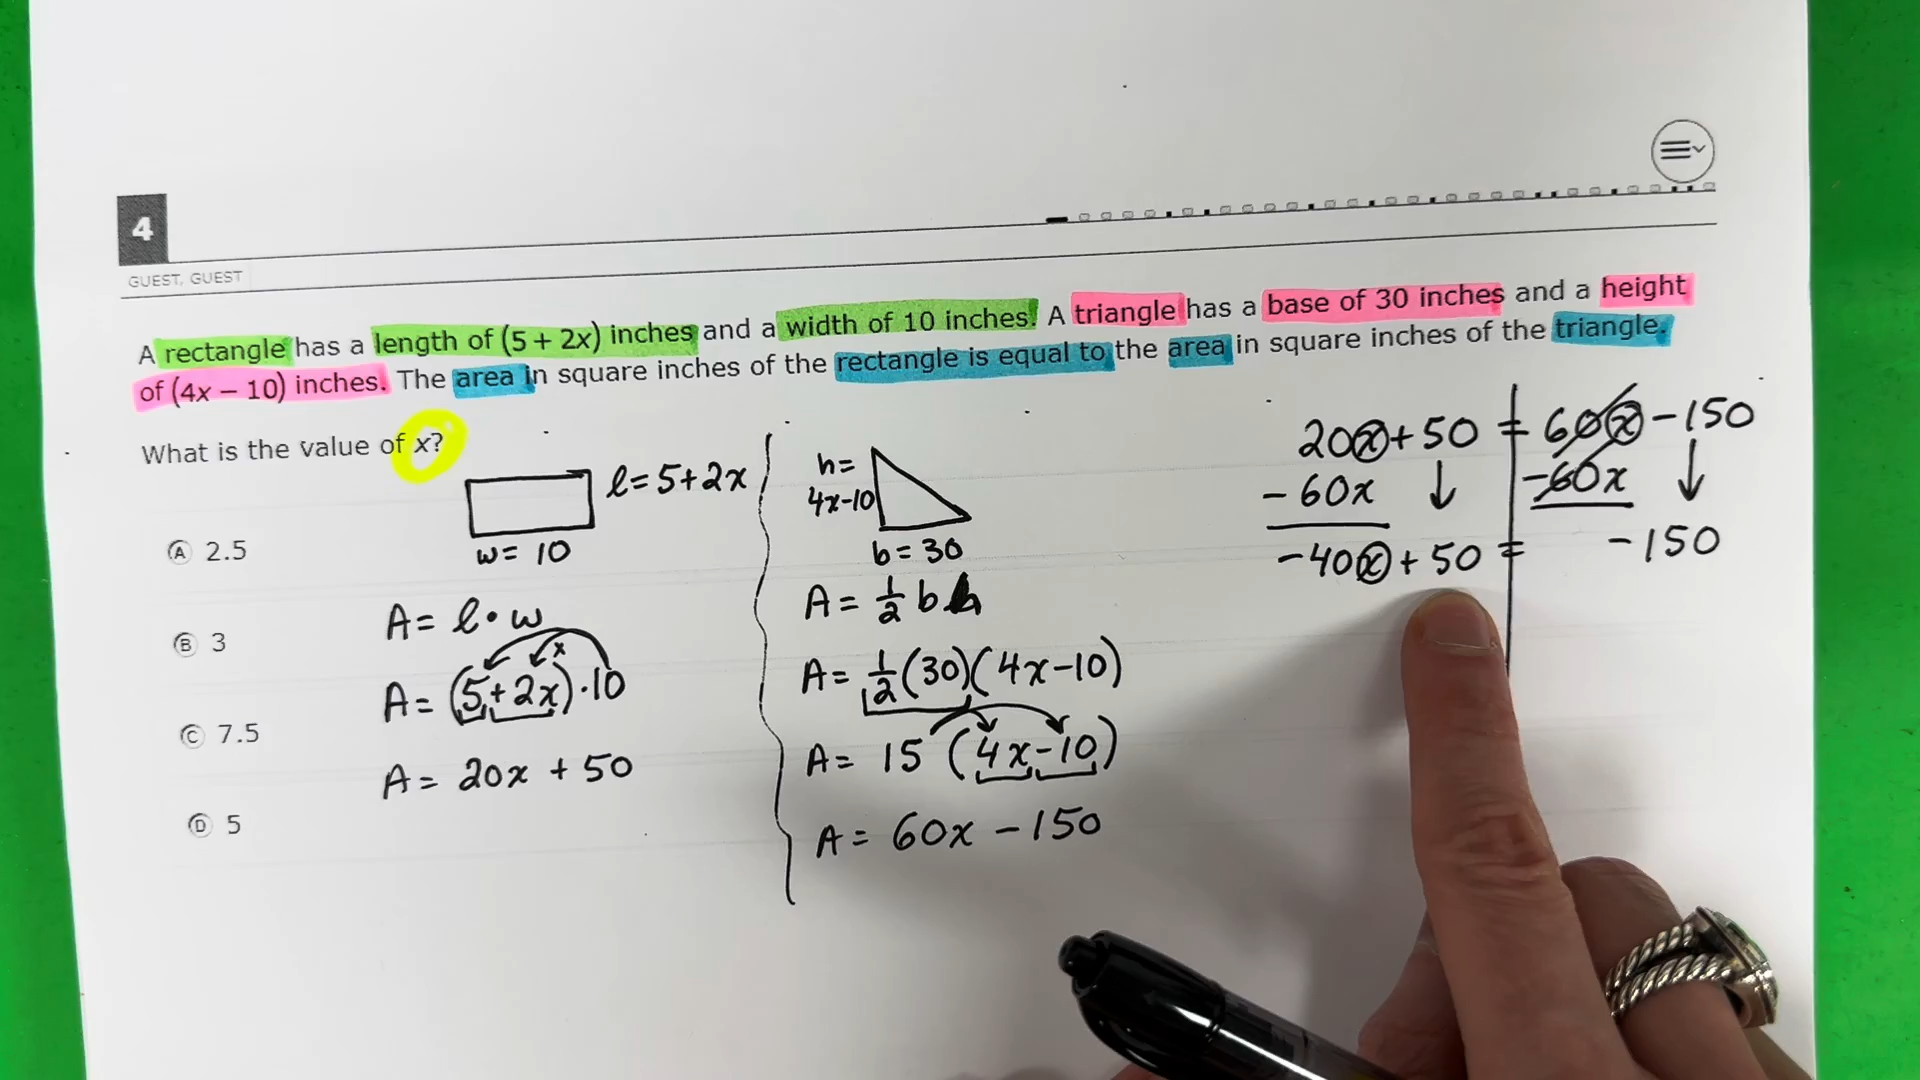 4
GUEST, GUEST
A rectangle has a length of (5 + 2x) inches and a width of 10 inches. A triangle has a base of 30 inches and a height
of (4x – 10) inches. The area in square inches of the rectangle is equal to the area in square inches of the triangle.
What is the value of x?
A 2.5
B 3
C 7.5
D 5
l=5+2x
w= 10
A= l•w
A= (5+2x)·10
x
A= 20x + 50
h=
4x-10
b=30
A= 1/2 bh
A= 1/2(30)(4x-10)
A= 15 (4x-10)
A= 60x -150
20x+50 = 60x-150
-60x -60x
-40x+50 = -150